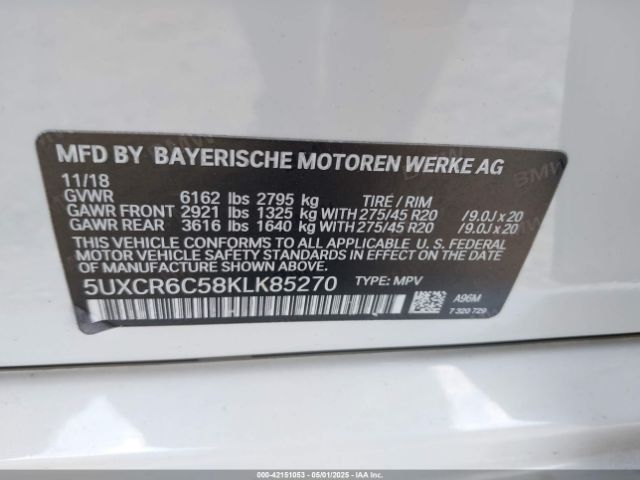 MFD BY BAYERISCHE MOTOREN WERKE AG
11/18
GVWR 6162 lbs 2795 kg TIRE / RIM
GAWR FRONT 2921 lbs 1325 kg WITH 275/45 R20 /9.0J x 20
GAWR REAR 3616 lbs 1640 kg WITH 275/45 R20 /9.0J x 20
THIS VEHICLE CONFORMS TO ALL APPLICABLE U. S. FEDERAL
MOTOR VEHICLE SAFETY STANDARDS IN EFFECT
ON THE DATE OF MANUFACTURE SHOWN ABOVE.
5UXCR6C58KLK85270 TYPE: MPV
A96M
7 320 729
000-42151053 - 05/01/2025 - IAAI.COM